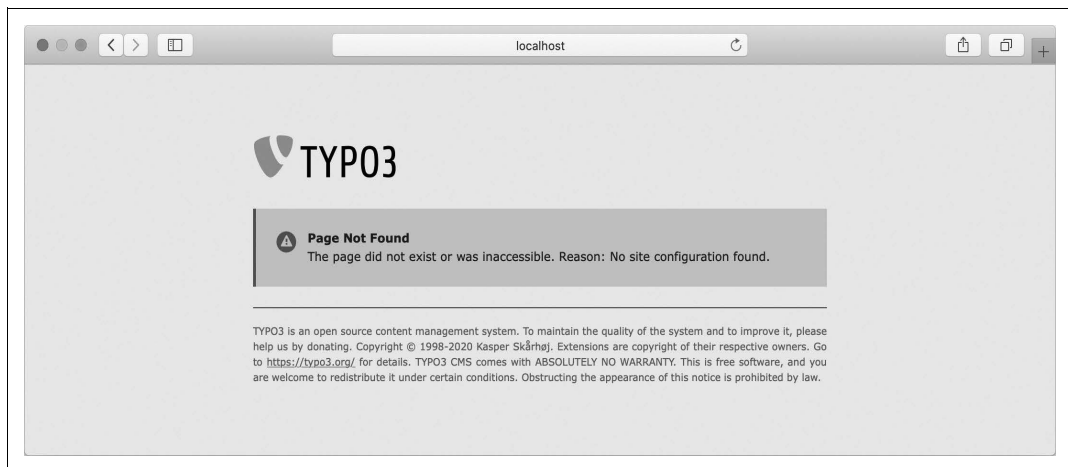 localhost
TYPO3
Page Not Found
The page did not exist or was inaccessible. Reason: No site configuration found.
TYPO3 is an open source content management system. To maintain the quality of the system and to improve it, please
help us by donating. Copyright © 1998-2020 Kasper Skårhøj. Extensions are copyright of their respective owners. Go
to https://typo3.org/ for details. TYPO3 CMS comes with ABSOLUTELY NO WARRANTY. This is free software, and you
are welcome to redistribute it under certain conditions. Obstructing the appearance of this notice is prohibited by law.